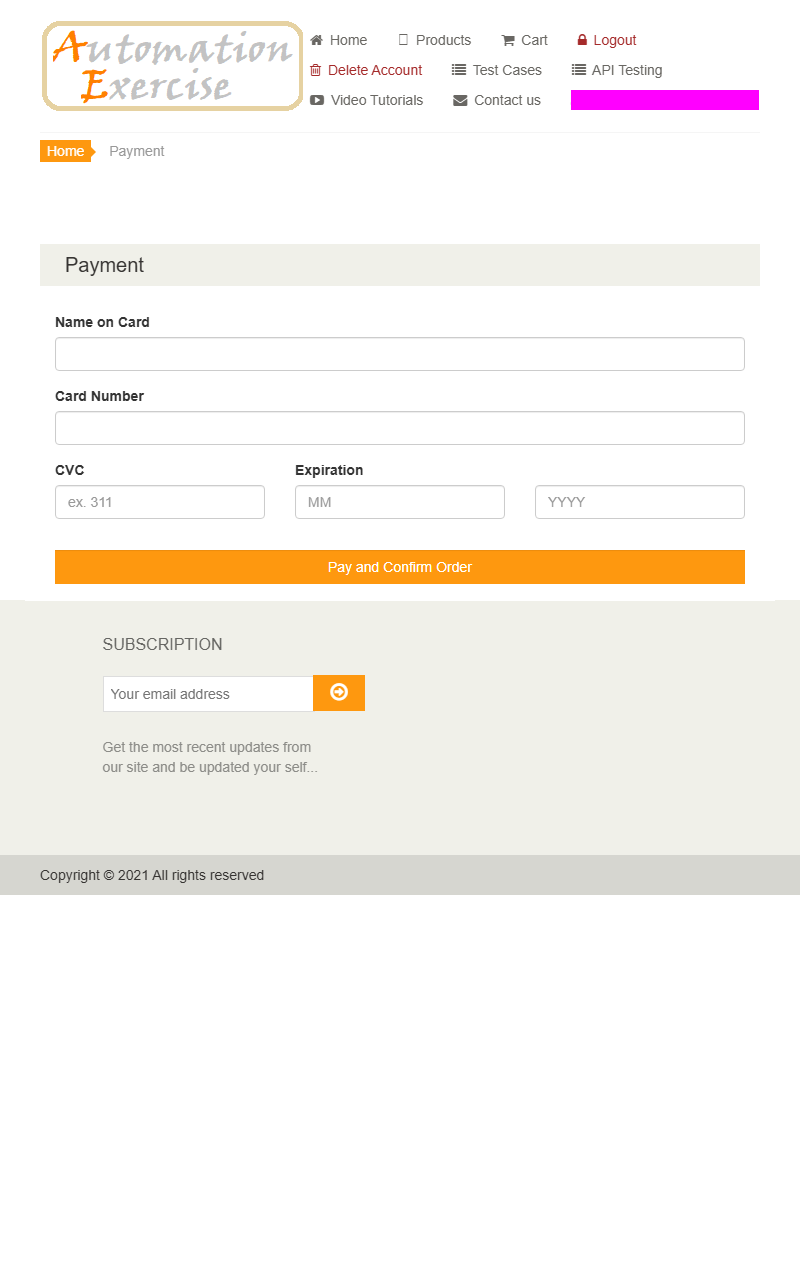 Automation
Exercise
Home Products Cart Logout
Delete Account Test Cases API Testing
Video Tutorials Contact us
Home Payment
Payment
Name on Card
Card Number
CVC Expiration
ex. 311 MM YYYY
Pay and Confirm Order
SUBSCRIPTION
Your email address
Get the most recent updates from
our site and be updated your self...
Copyright © 2021 All rights reserved